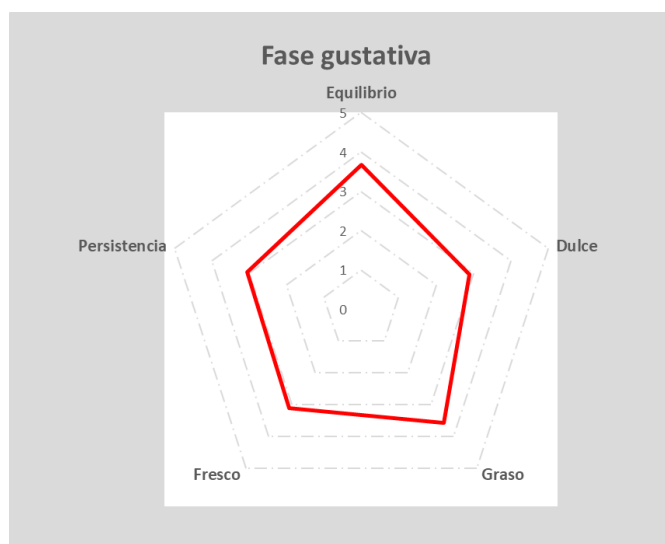 Fase gustativa
Equilibrio
5
4
3
2
1
0
Persistencia
Dulce
Fresco
Graso